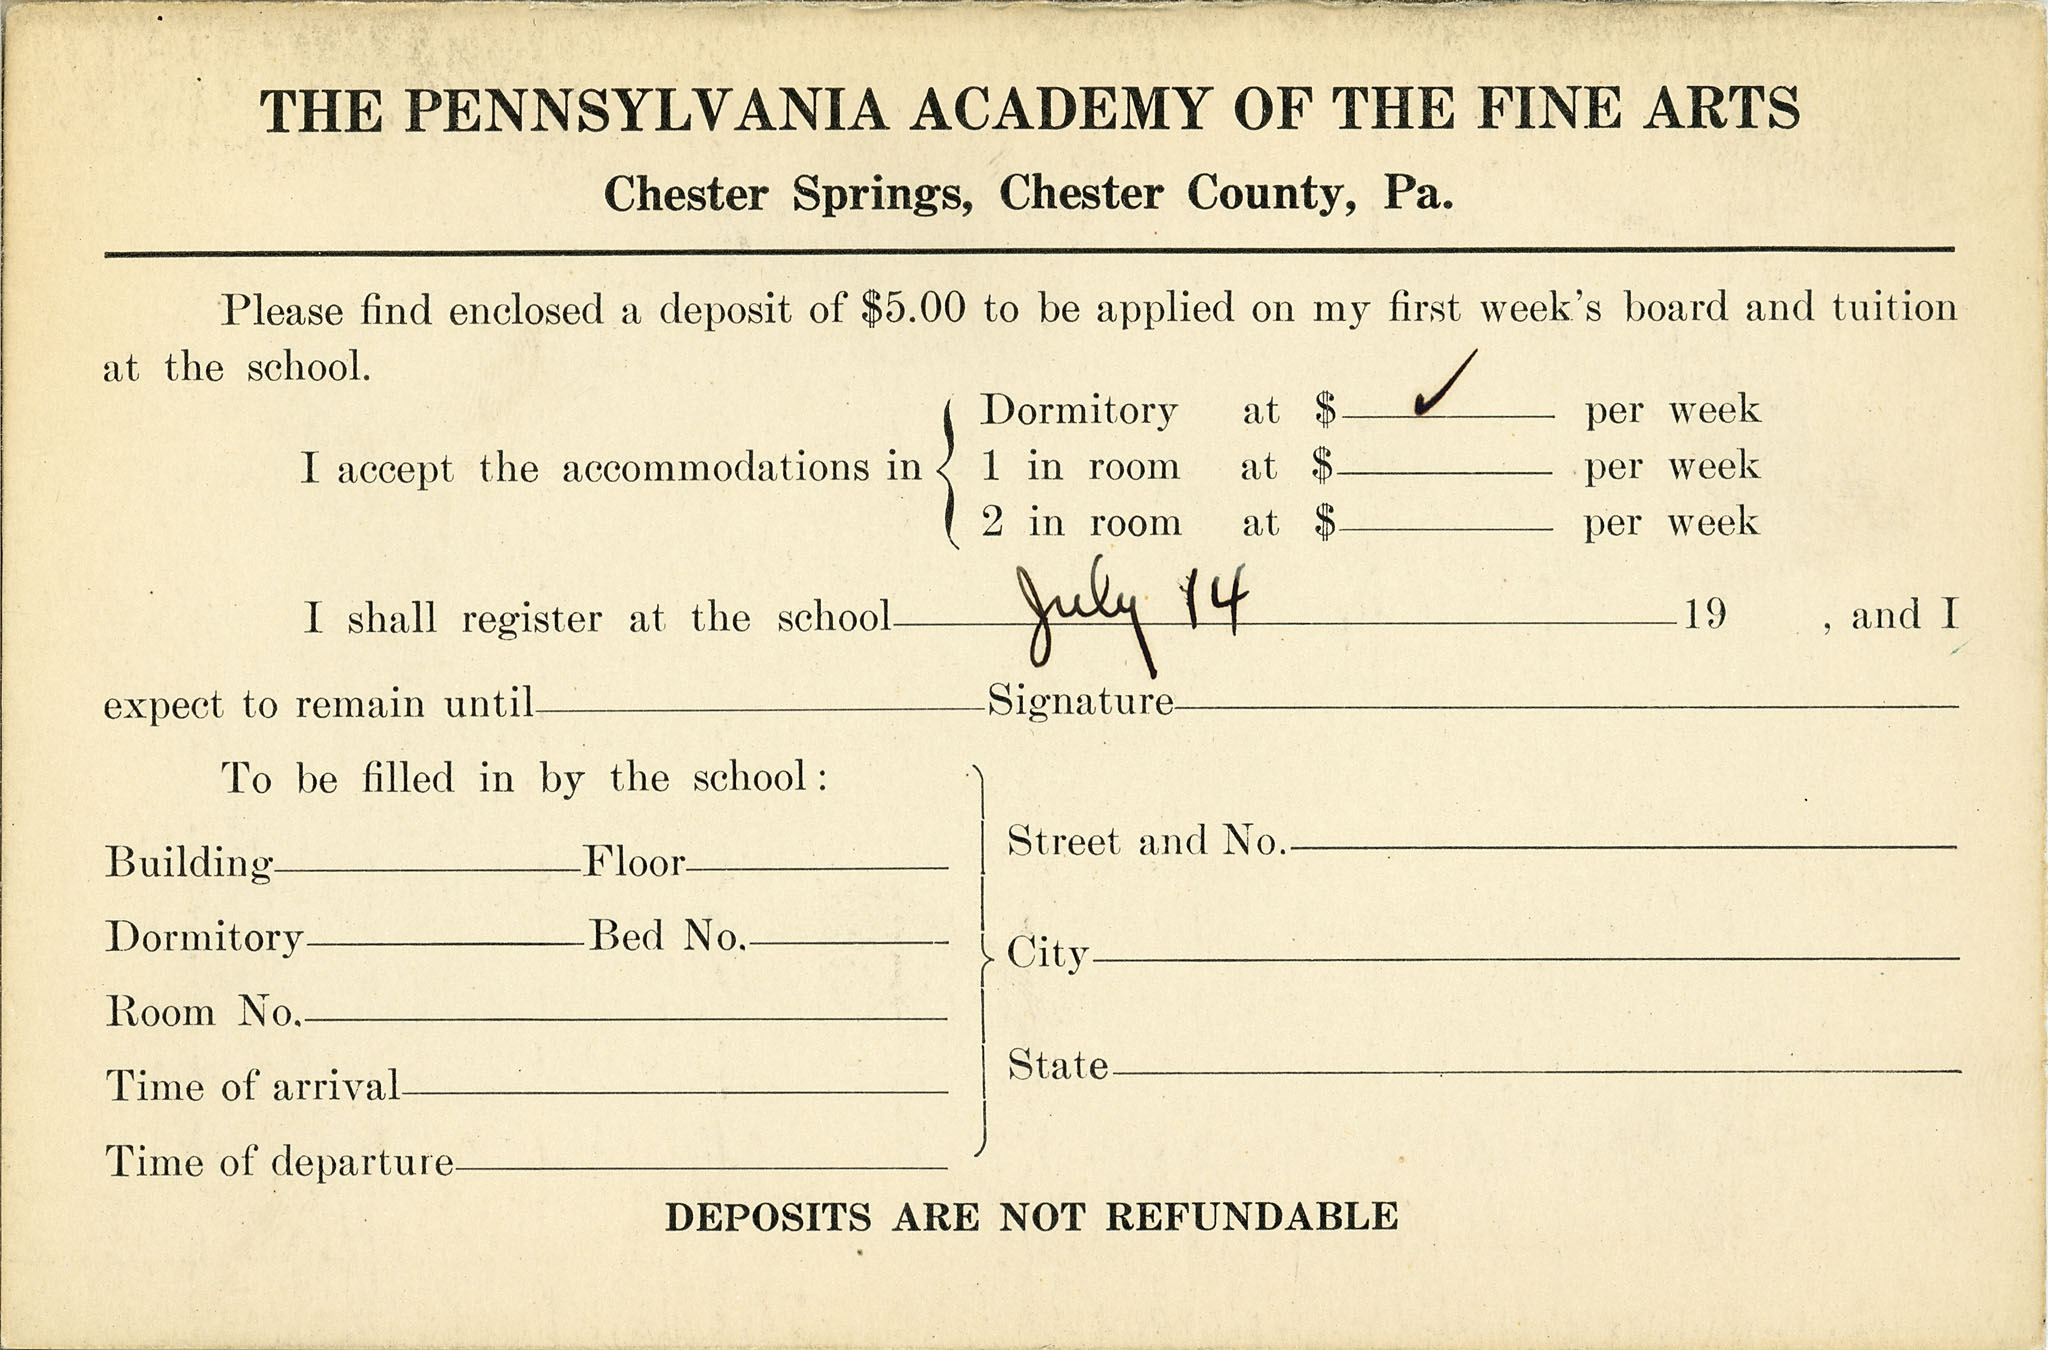 THE PENNSYLVANIA ACADEMY OF THE FINE ARTS
Chester Springs, Chester County, Pa.
Please find enclosed a deposit of $5.00 to be applied on my first week's board and tuition
at the school.
Dormitory at $ ✓ per week
I accept the accommodations in { 1 in room at $ per week
2 in room at $ per week
I shall register at the school July 14 19 , and I
expect to remain until Signature
To be filled in by the school:
Building Floor
Dormitory Bed No.
Room No.
Time of arrival
Time of departure
Street and No.
City
State
DEPOSITS ARE NOT REFUNDABLE